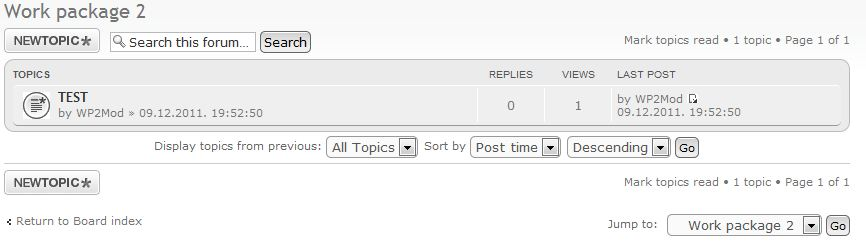 Work package 2
NEWTOPIC* Search this forum... Search Mark topics read • 1 topic • Page 1 of 1
TOPICS REPLIES VIEWS LAST POST
TEST
by WP2Mod » 09.12.2011. 19:52:50
0 1
by WP2Mod
09.12.2011. 19:52:50
Display topics from previous: All Topics Sort by Post time Descending Go
NEWTOPIC* Mark topics read • 1 topic • Page 1 of 1
Return to Board index Jump to: Work package 2 Go